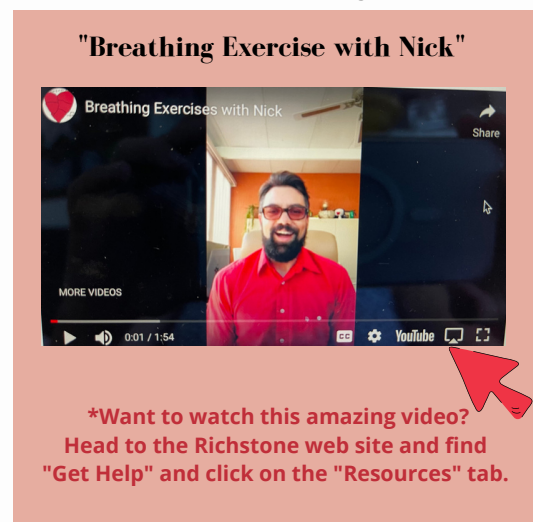 "Breathing Exercise with Nick"
Breathing Exercises with Nick
Share
MORE VIDEOS
0:01 / 1:54
CC
YouTube
*Want to watch this amazing video?
Head to the Richstone web site and find
"Get Help" and click on the "Resources" tab.